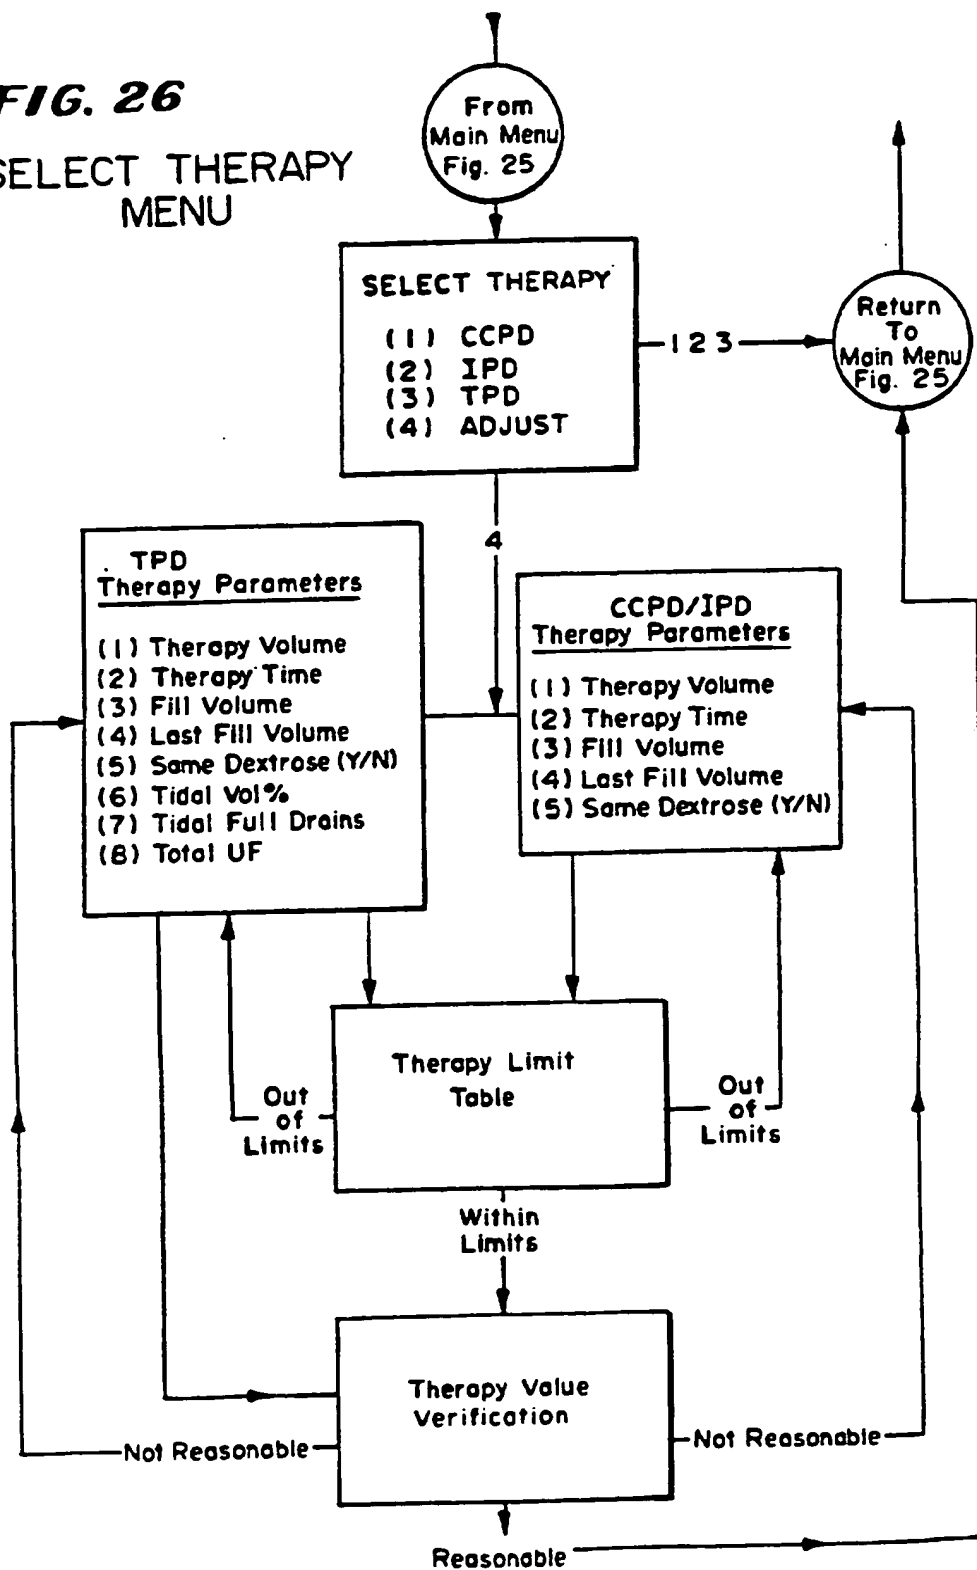 FIG. 26
SELECT THERAPY
MENU
From
Main Menu
Fig. 25
SELECT THERAPY
(1) CCPD
(2) IPD
(3) TPD
(4) ADJUST
1 2 3
Return
To
Main Menu
Fig. 25
4
TPD
Therapy Parameters
(1) Therapy Volume
(2) Therapy Time
(3) Fill Volume
(4) Last Fill Volume
(5) Same Dextrose (Y/N)
(6) Tidal Vol%
(7) Tidal Full Drains
(8) Total UF
CCPD/IPD
Therapy Parameters
(1) Therapy Volume
(2) Therapy Time
(3) Fill Volume
(4) Last Fill Volume
(5) Same Dextrose (Y/N)
Therapy Limit
Table
Out
of
Limits
Out
of
Limits
Within
Limits
Therapy Value
Verification
Not Reasonable
Not Reasonable
Reasonable